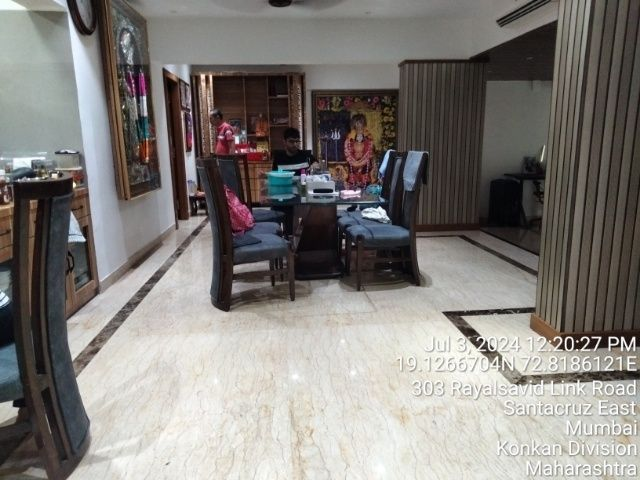 Jul 3, 2024 12:20:27 PM
19.1266704N 72.8186121E
303 Rayalsavid Link Road
Santacruz East
Mumbai
Konkan Division
Maharashtra